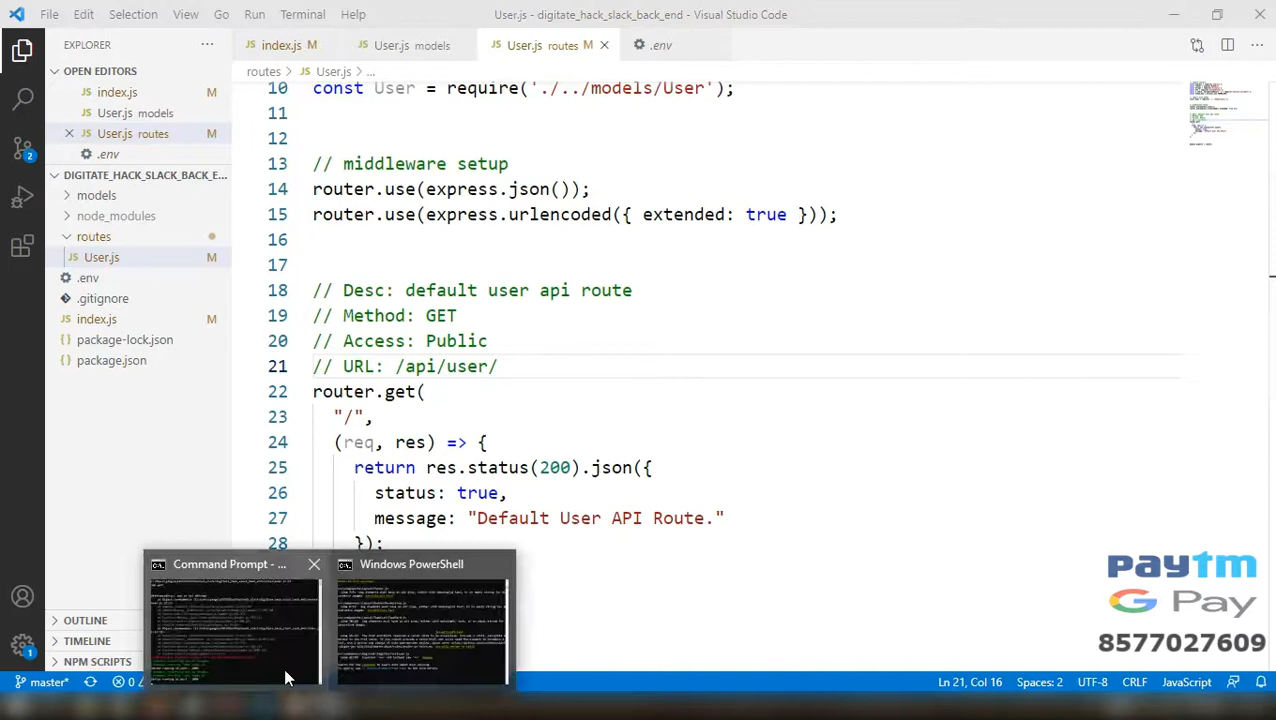 File Edit Selection View Go Run Terminal Help User.js - digitate_hack_slack_back_end - Visual Studio Code
EXPLORER
index.js M
User.js models
User.js routes M
.env
OPEN EDITORS
index.js M
User.js models
User.js routes M
.env
DIGITATE_HACK_SLACK_BACK_E...
models
node_modules
routes
User.js M
.env
.gitignore
index.js M
package-lock.json
package.json
2
routes > User.js > ...
10 const User = require('./../models/User');
11
12
13 // middleware setup
14 router.use(express.json());
15 router.use(express.urlencoded({ extended: true }));
16
17
18 // Desc: default user api route
19 // Method: GET
20 // Access: Public
21 // URL: /api/user/
22 router.get(
23 "/",
24 (req, res) => {
25 return res.status(200).json({
26 status: true,
27 message: "Default User API Route."
28 });
Command Prompt - ...
Windows PowerShell
TIMELINE
paytm
G Pay
master*
0
Ln 21, Col 16 Spaces: 2 UTF-8 CRLF JavaScript